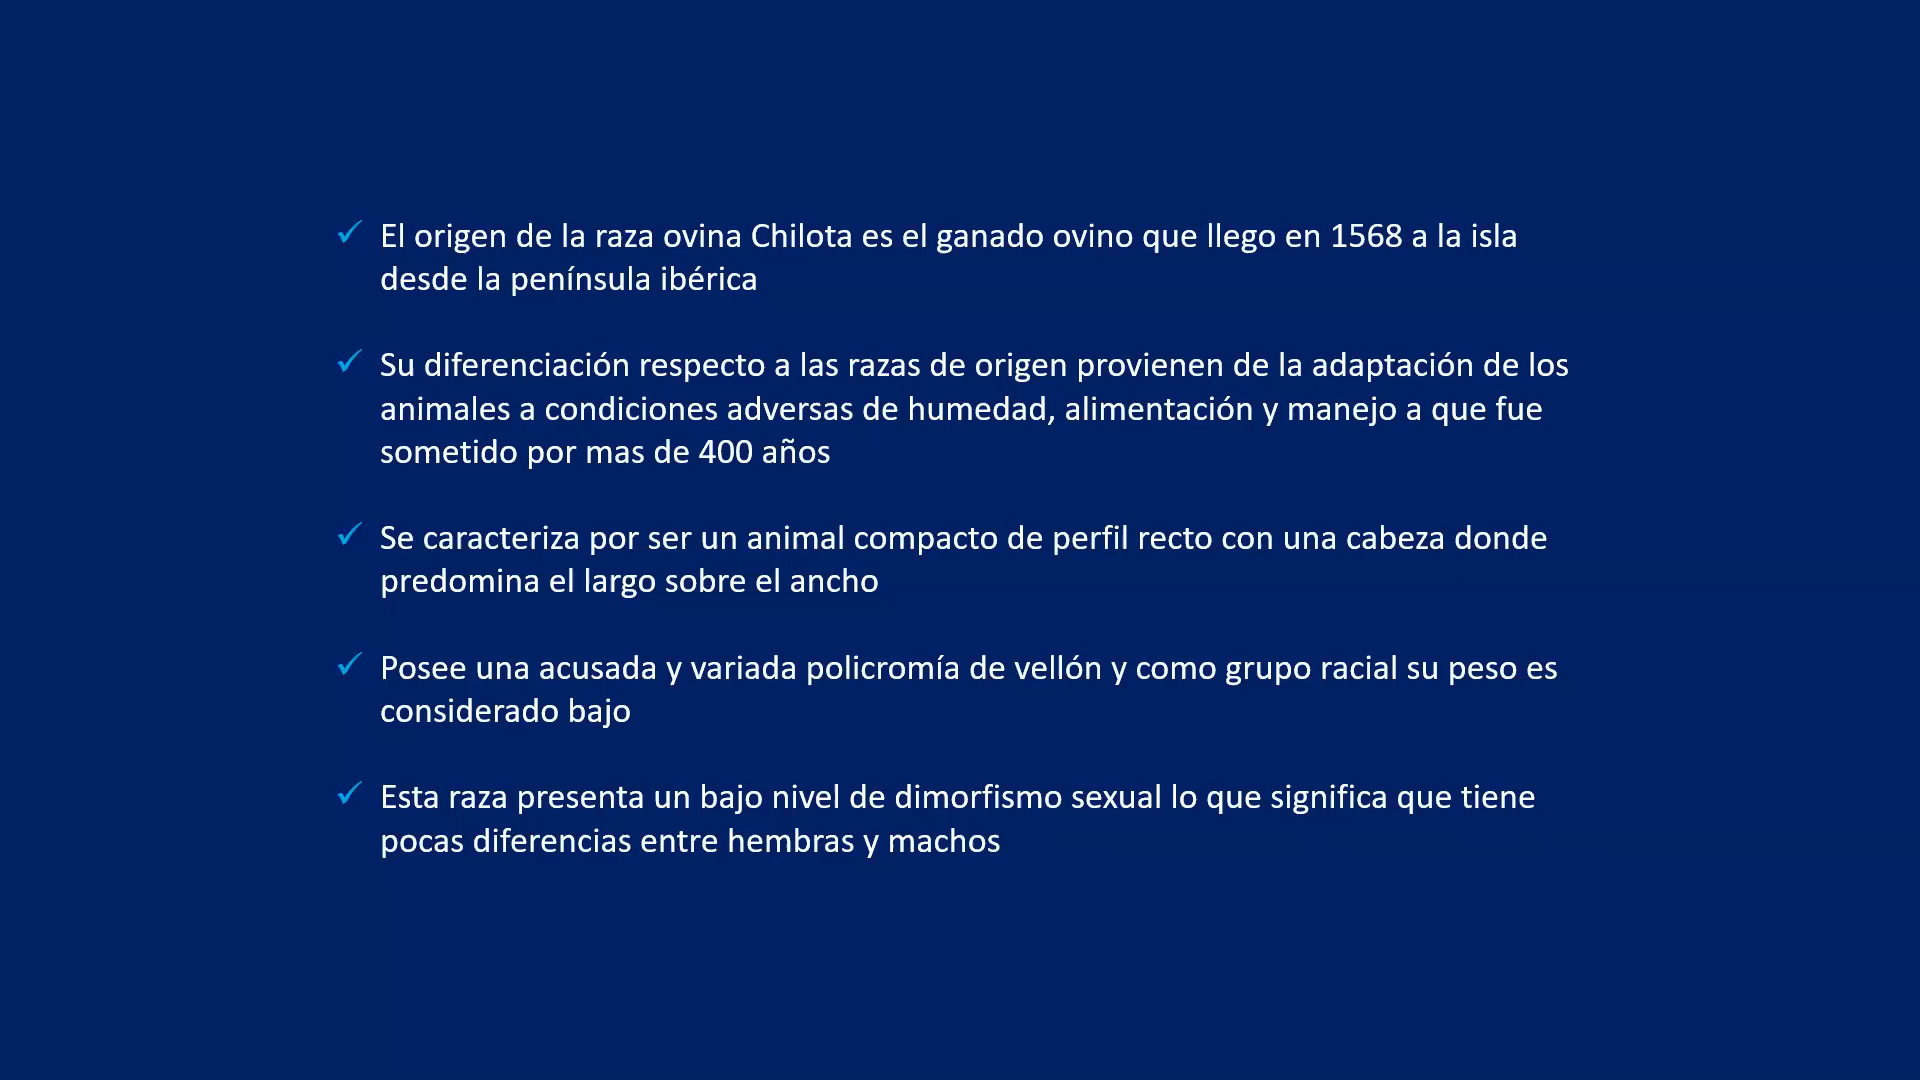 ✓ El origen de la raza ovina Chilota es el ganado ovino que llego en 1568 a la isla
desde la península ibérica
✓ Su diferenciación respecto a las razas de origen provienen de la adaptación de los
animales a condiciones adversas de humedad, alimentación y manejo a que fue
sometido por mas de 400 años
✓ Se caracteriza por ser un animal compacto de perfil recto con una cabeza donde
predomina el largo sobre el ancho
✓ Posee una acusada y variada policromía de vellón y como grupo racial su peso es
considerado bajo
✓ Esta raza presenta un bajo nivel de dimorfismo sexual lo que significa que tiene
pocas diferencias entre hembras y machos